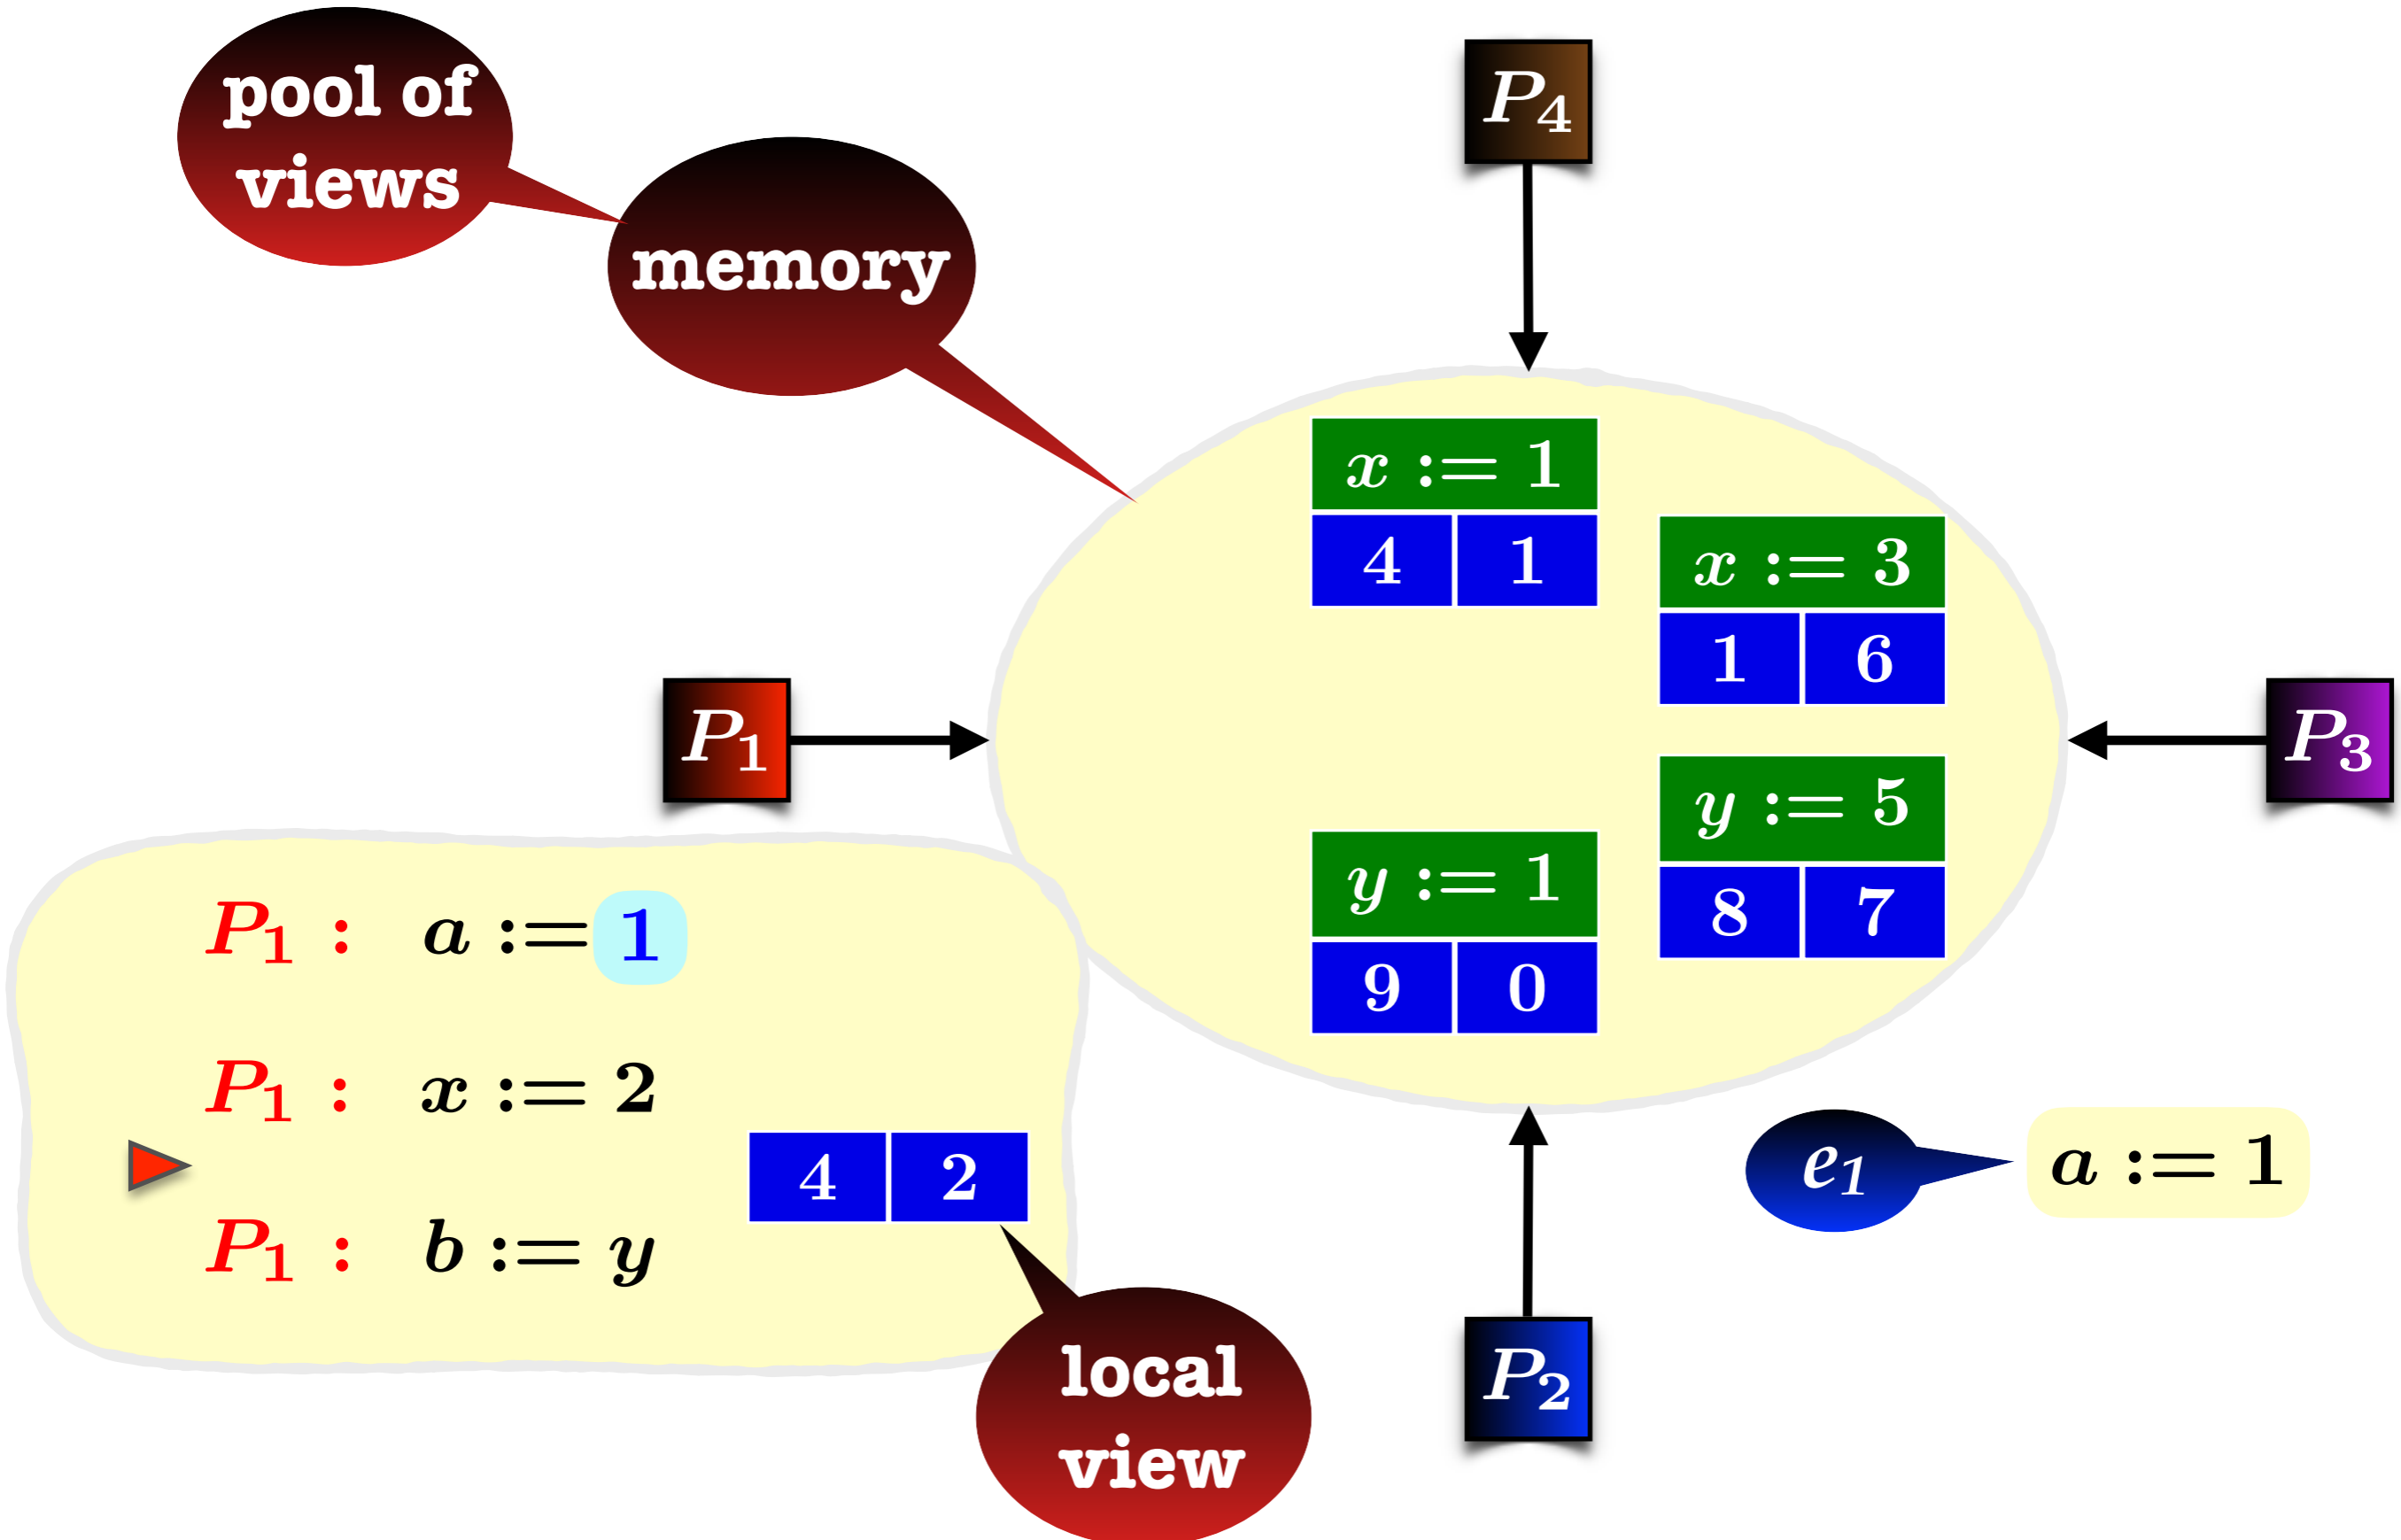 pool of
views
memory
P4
x := 1
4 1
x := 3
1 6
P1
P3
y := 5
8 7
y := 1
9 0
P1 : a := 1
P1 : x := 2
4 2
P1 : b := y
e1
a := 1
local
view
P2